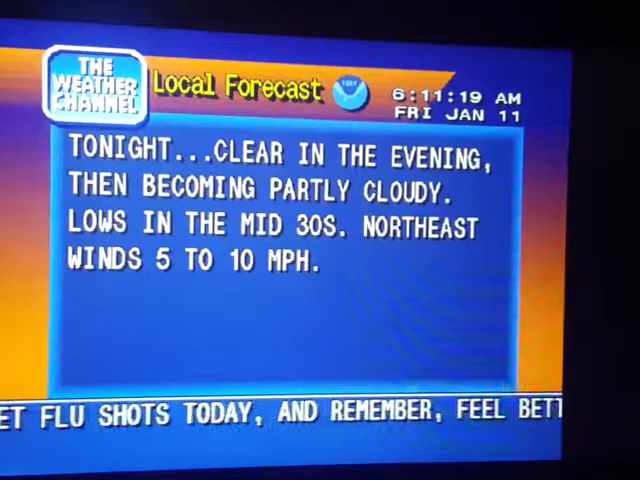 THE
WEATHER
CHANNEL
Local Forecast
6:11:19 AM
FRI JAN 11
TONIGHT...CLEAR IN THE EVENING,
THEN BECOMING PARTLY CLOUDY.
LOWS IN THE MID 30S. NORTHEAST
WINDS 5 TO 10 MPH.
ET FLU SHOTS TODAY, AND REMEMBER, FEEL BETT